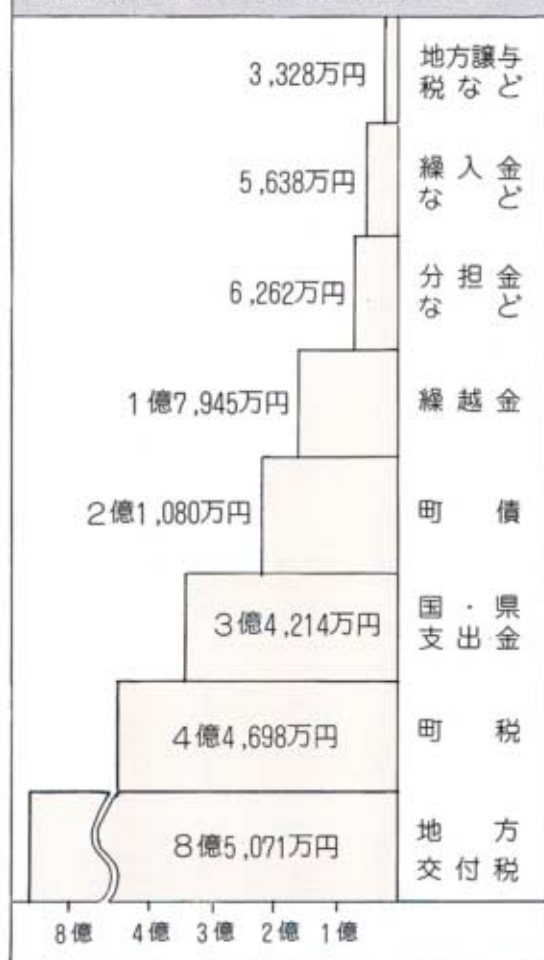 3,328万円
地方譲与
税など
5,638万円
繰入金
など
6,262万円
分担金
など
1億7,945万円
繰越金
2億1,080万円
町債
3億4,214万円
国・県
支出金
4億4,698万円
町税
8億5,071万円
地方
交付税
8億 4億 3億 2億 1億